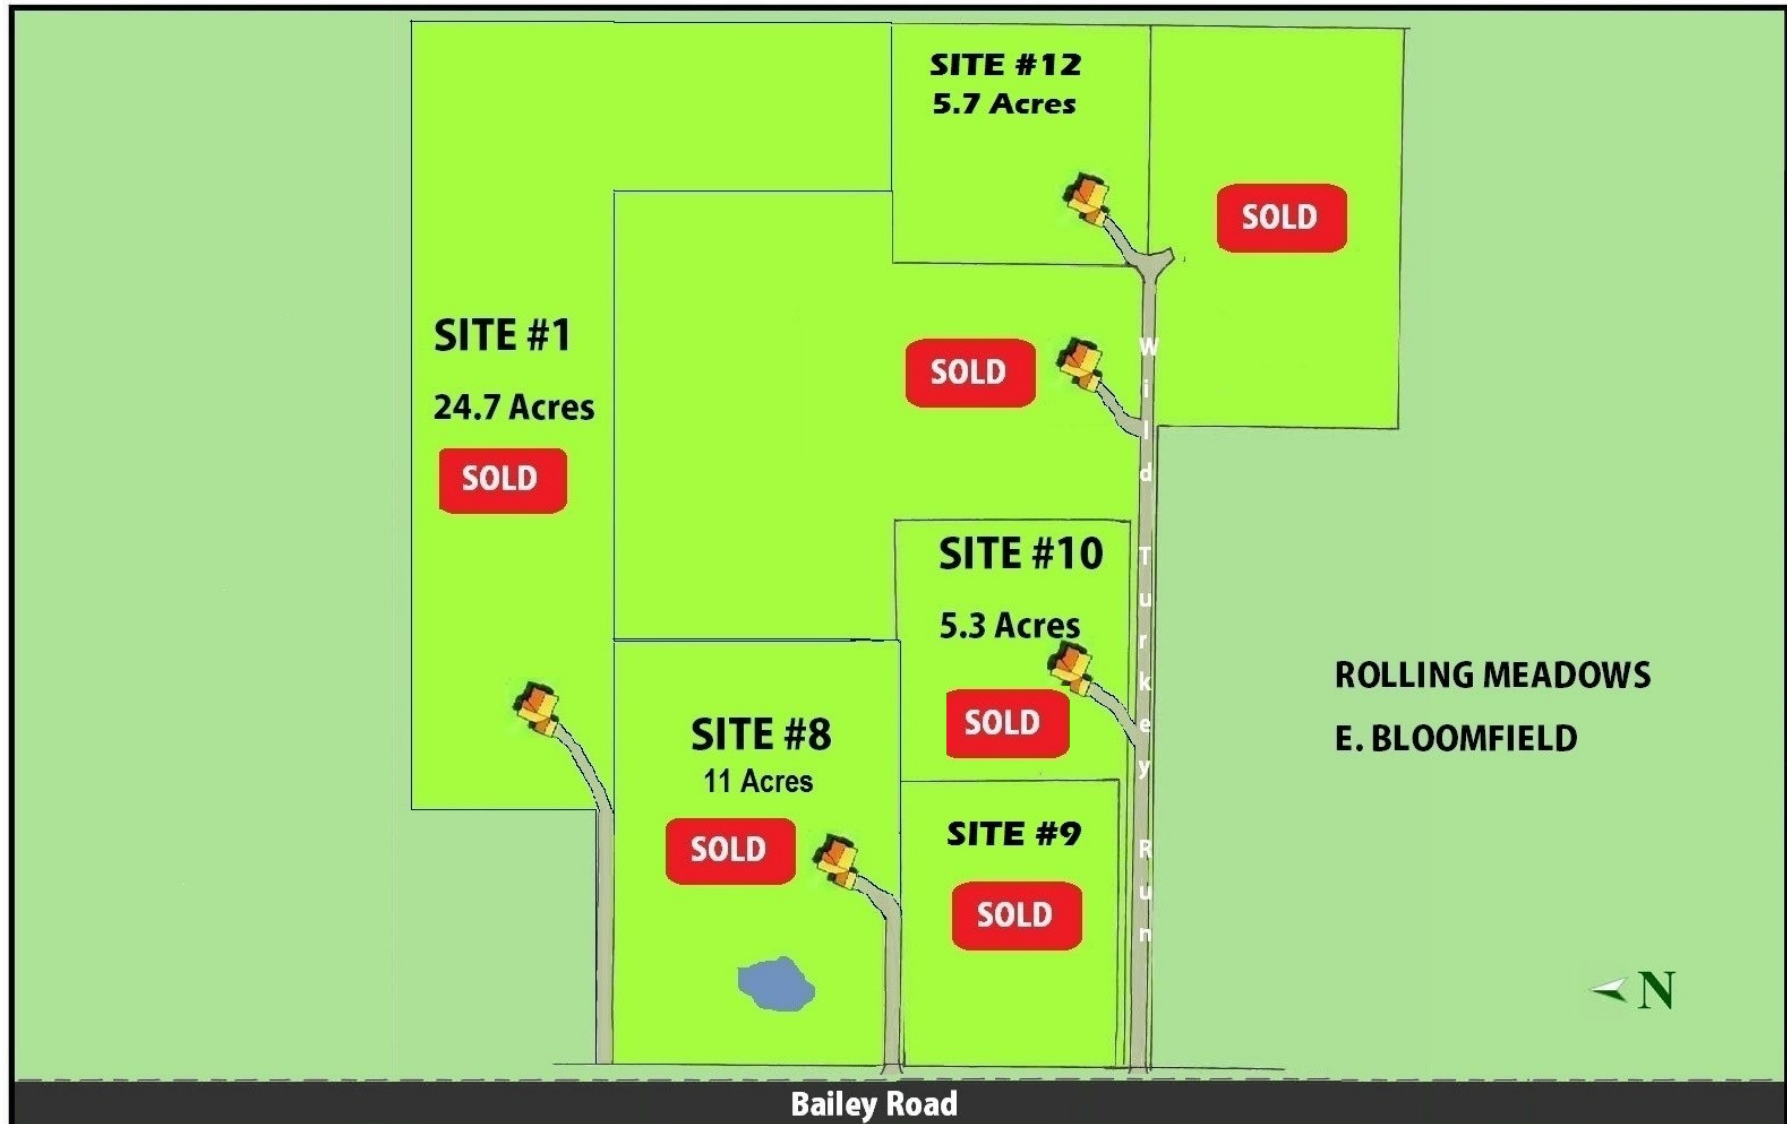 SITE #12
5.7 Acres
SOLD
SITE #1
24.7 Acres
SOLD
SOLD
Wild Turkey Run
SITE #10
5.3 Acres
SOLD
ROLLING MEADOWS
E. BLOOMFIELD
SITE #8
11 Acres
SOLD
SITE #9
SOLD
N
Bailey Road